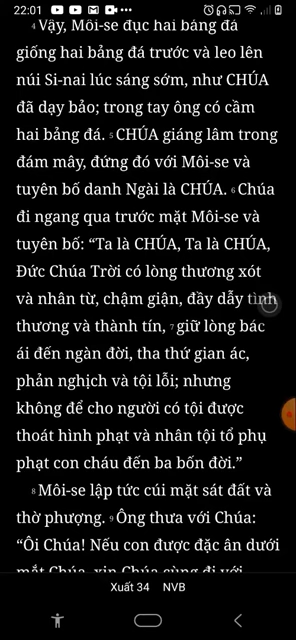 22:01
4 Vậy, Môi-se đục hai bảng đá
giống hai bảng đá trước và leo lên
núi Si-nai lúc sáng sớm, như CHÚA
đã dạy bảo; trong tay ông có cầm
hai bảng đá. 5 CHÚA giáng lâm trong
đám mây, đứng đó với Môi-se và
tuyên bố danh Ngài là CHÚA. 6 Chúa
đi ngang qua trước mặt Môi-se và
tuyên bố: “Ta là CHÚA, Ta là CHÚA,
Đức Chúa Trời có lòng thương xót
và nhân từ, chậm giận, đầy dẫy tình
thương và thành tín, 7 giữ lòng bác
ái đến ngàn đời, tha thứ gian ác,
phản nghịch và tội lỗi; nhưng
không để cho người có tội được
thoát hình phạt và nhân tội tổ phụ
phạt con cháu đến ba bốn đời.”
8 Môi-se lập tức cúi mặt sát đất và
thờ phượng. 9 Ông thưa với Chúa:
“Ôi Chúa! Nếu con được đặc ân dưới
mắt Chúa, xin Chúa cùng đi với
Xuất 34 NVB